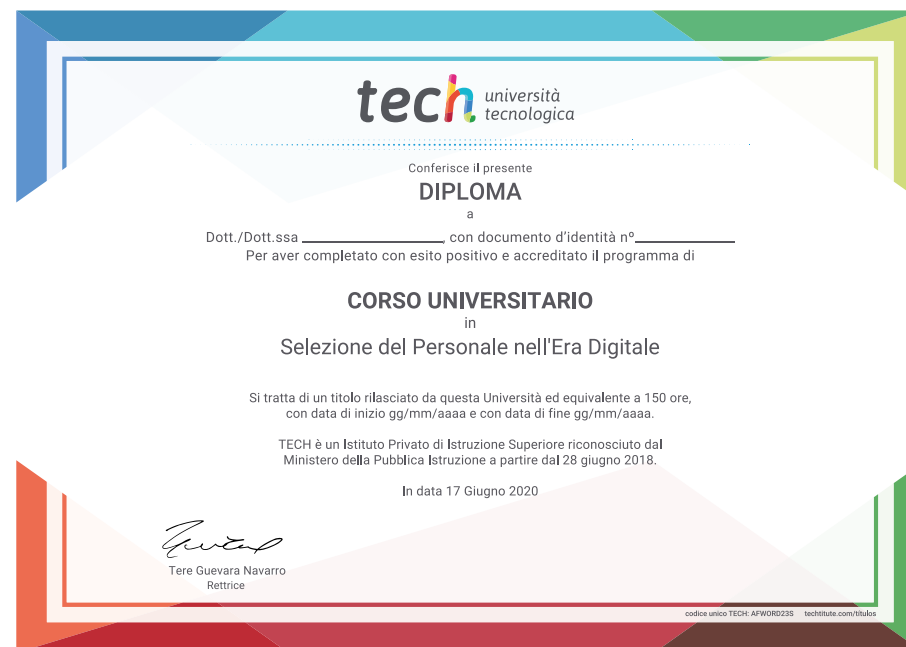 tech università
tecnologica
Conferisce il presente
DIPLOMA
a
Dott./Dott.ssa ________________, con documento d'identità nº____________
Per aver completato con esito positivo e accreditato il programma di
CORSO UNIVERSITARIO
in
Selezione del Personale nell'Era Digitale
Si tratta di un titolo rilasciato da questa Università ed equivalente a 150 ore,
con data di inizio gg/mm/aaaa e con data di fine gg/mm/aaaa.
TECH è un Istituto Privato di Istruzione Superiore riconosciuto dal
Ministero della Pubblica Istruzione a partire dal 28 giugno 2018.
In data 17 Giugno 2020
Tere Guevara Navarro
Rettrice
codice unico TECH: AFWORD23S techtitute.com/titulos